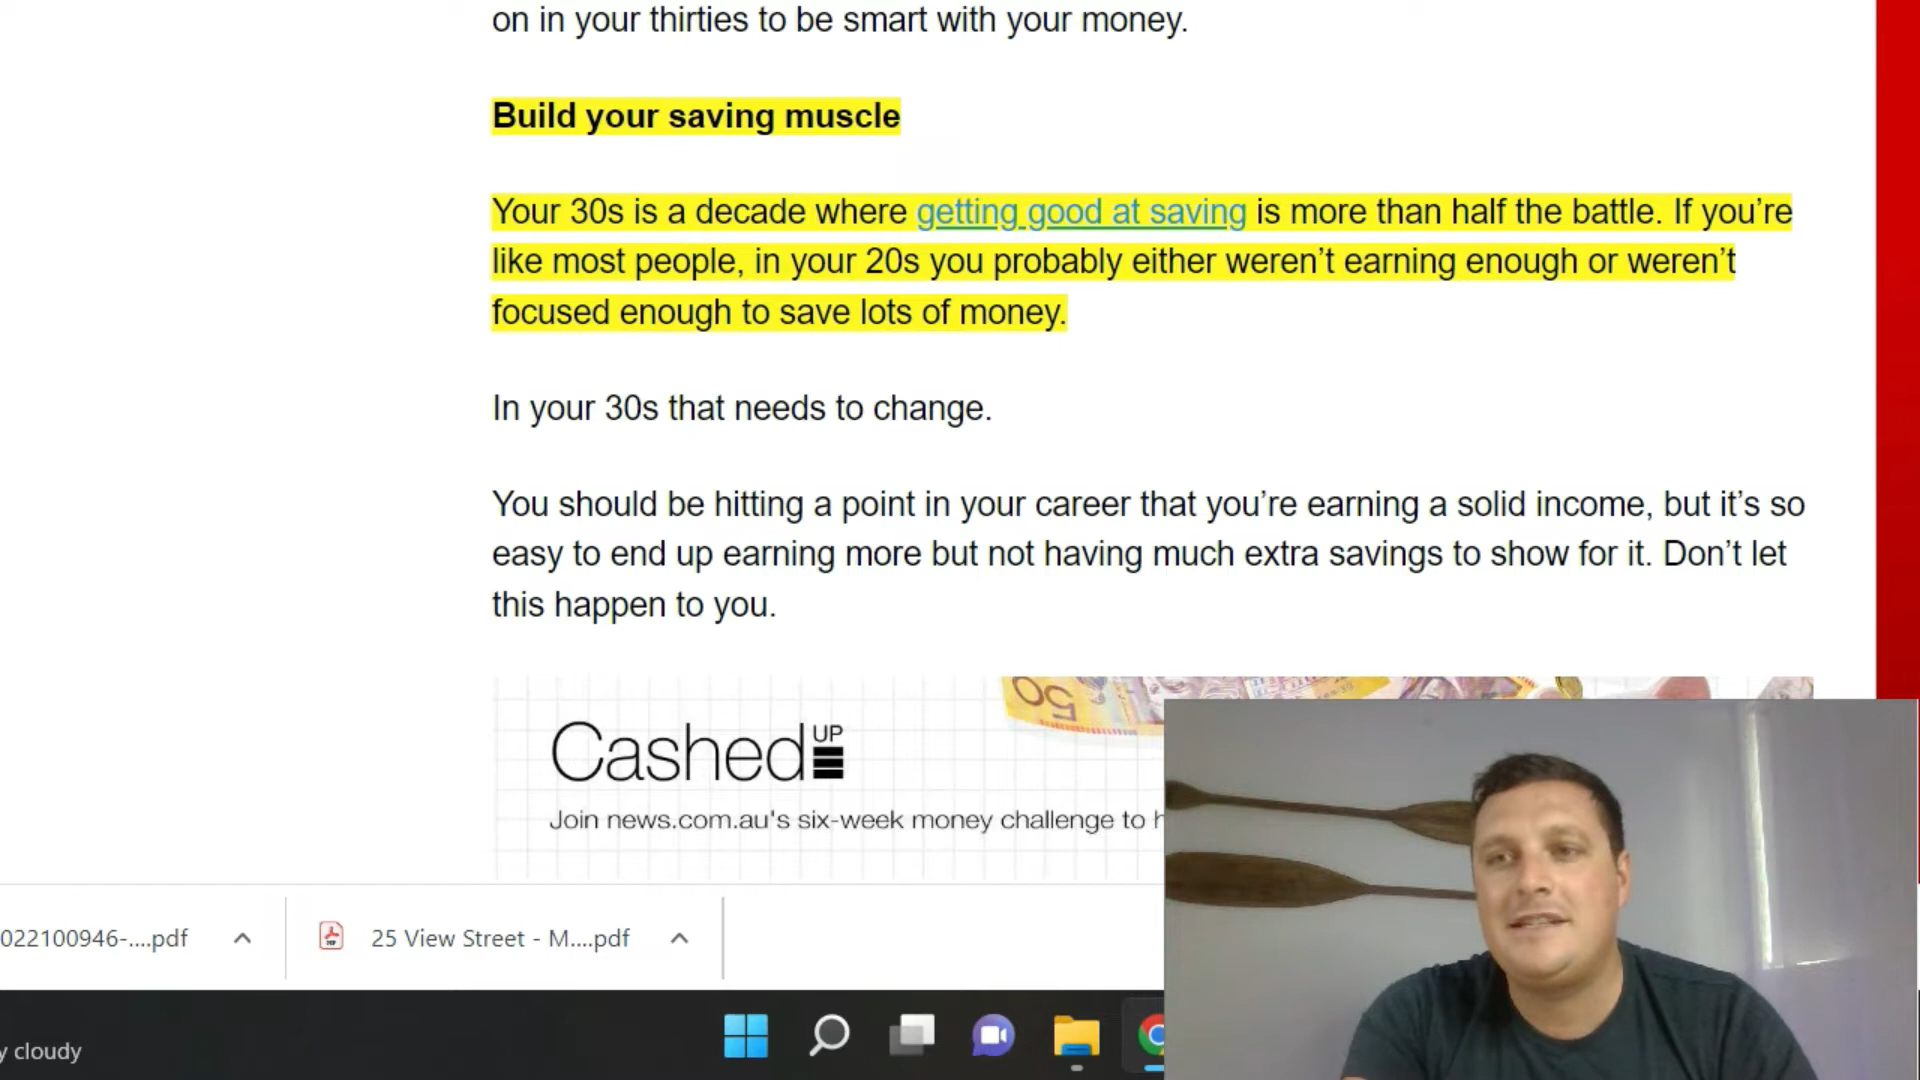 on in your thirties to be smart with your money.
Build your saving muscle
Your 30s is a decade where getting good at saving is more than half the battle. If you’re
like most people, in your 20s you probably either weren’t earning enough or weren’t
focused enough to save lots of money.
In your 30s that needs to change.
You should be hitting a point in your career that you’re earning a solid income, but it’s so
easy to end up earning more but not having much extra savings to show for it. Don’t let
this happen to you.
50
Cashed UP
Join news.com.au's six-week money challenge to h
022100946-....pdf
25 View Street - M....pdf
y cloudy